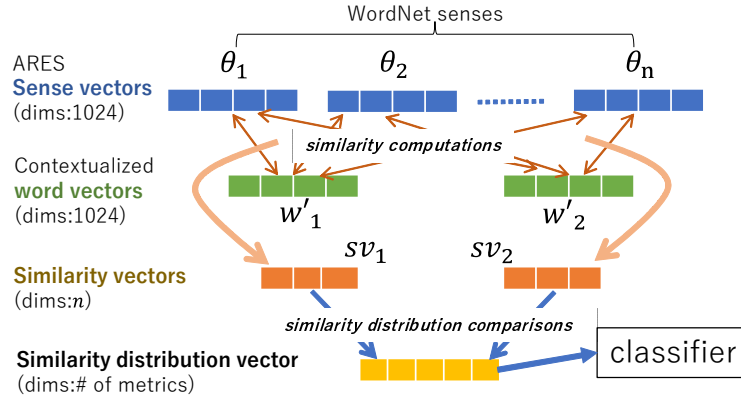 WordNet senses
ARES
Sense vectors
(dims:1024)
θ1
θ2
θn
similarity computations
Contextualized
word vectors
(dims:1024)
w′1
w′2
sv1
sv2
Similarity vectors
(dims:n)
similarity distribution comparisons
Similarity distribution vector
(dims:# of metrics)
classifier